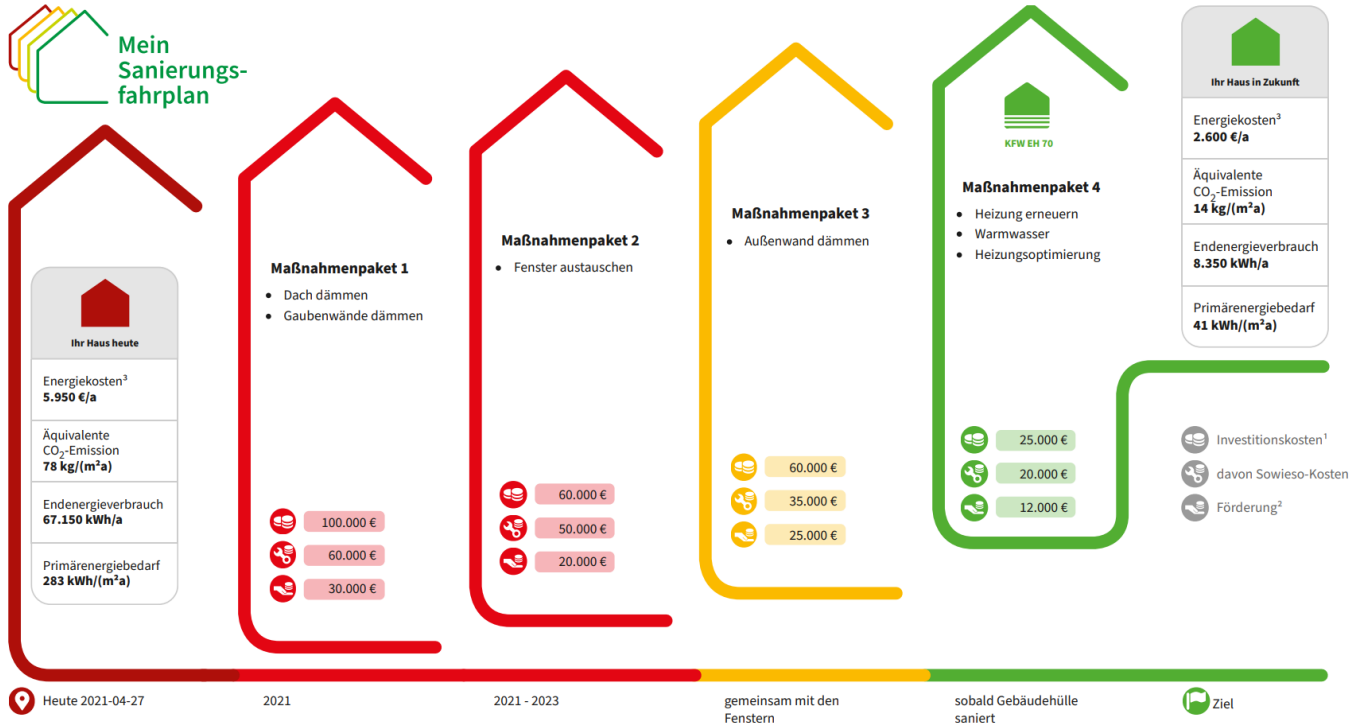 Mein
Sanierungs-
fahrplan
Ihr Haus heute
Energiekosten³
5.950 €/a
Äquivalente
CO₂-Emission
78 kg/(m²a)
Endenergieverbrauch
67.150 kWh/a
Primärenergiebedarf
283 kWh/(m²a)
Maßnahmenpaket 1
• Dach dämmen
• Gaubenwände dämmen
100.000 €
60.000 €
30.000 €
Maßnahmenpaket 2
• Fenster austauschen
60.000 €
50.000 €
20.000 €
Maßnahmenpaket 3
• Außenwand dämmen
60.000 €
35.000 €
25.000 €
KFW EH 70
Maßnahmenpaket 4
• Heizung erneuern
• Warmwasser
• Heizungsoptimierung
25.000 €
20.000 €
12.000 €
Ihr Haus in Zukunft
Energiekosten³
2.600 €/a
Äquivalente
CO₂-Emission
14 kg/(m²a)
Endenergieverbrauch
8.350 kWh/a
Primärenergiebedarf
41 kWh/(m²a)
Investitionskosten¹
davon Sowieso-Kosten
Förderung²
Heute 2021-04-27
2021
2021 - 2023
gemeinsam mit den
Fenstern
sobald Gebäudehülle
saniert
Ziel